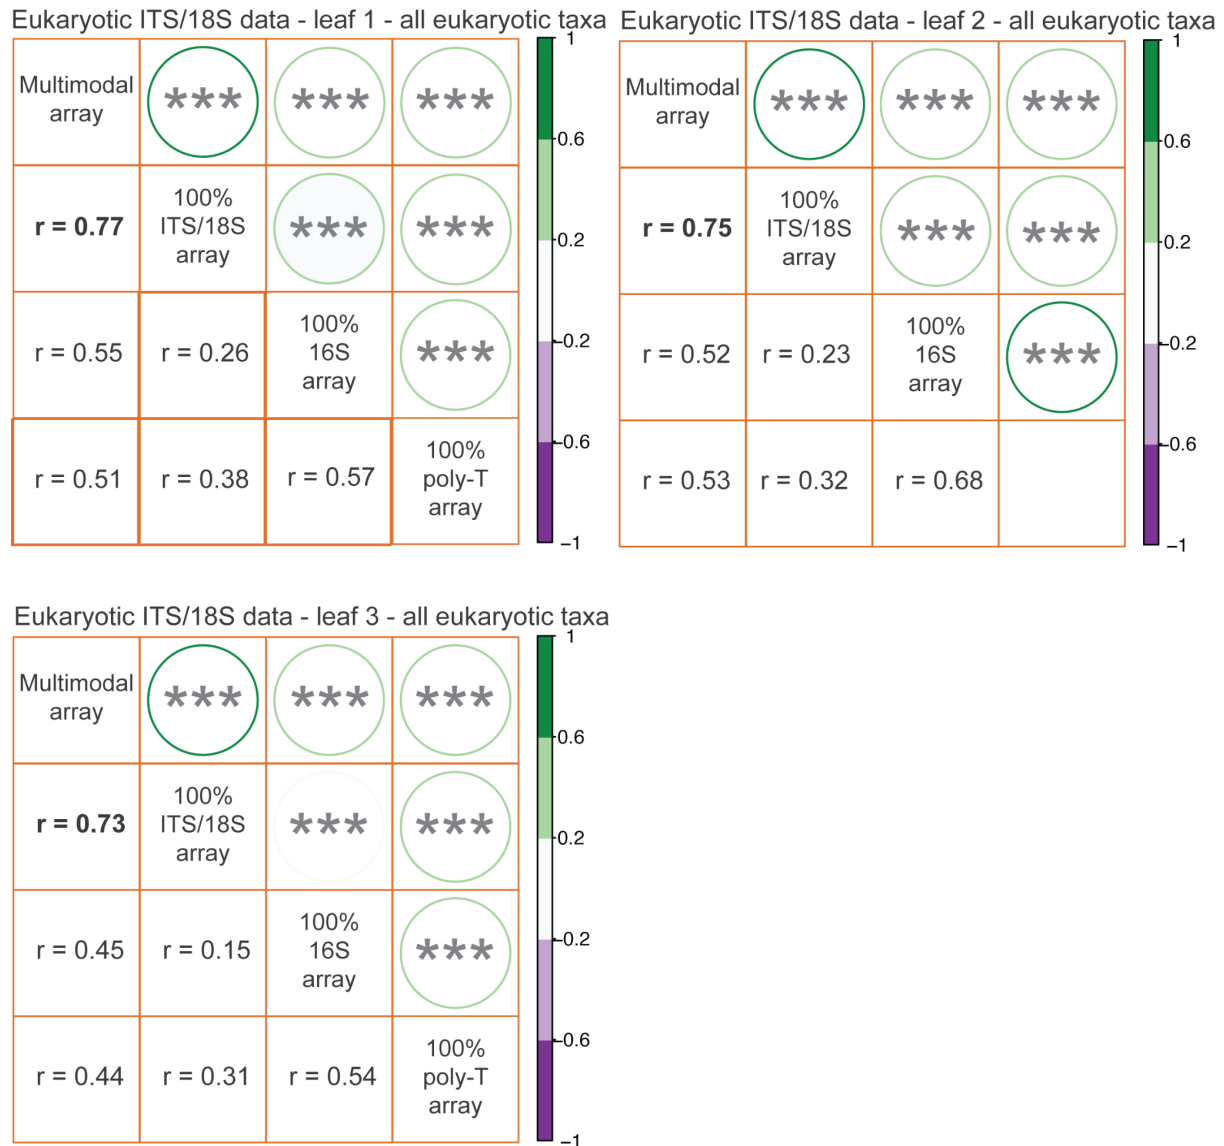 Eukaryotic ITS/18S data - leaf 1 - all eukaryotic taxa
Multimodal
array
***
***
***
r = 0.77
100%
ITS/18S
array
***
***
r = 0.55
r = 0.26
100%
16S
array
***
r = 0.51
r = 0.38
r = 0.57
100%
poly-T
array
1
0.6
0.2
-0.2
-0.6
-1
Eukaryotic ITS/18S data - leaf 2 - all eukaryotic taxa
Multimodal
array
***
***
***
r = 0.75
100%
ITS/18S
array
***
***
r = 0.52
r = 0.23
100%
16S
array
***
r = 0.53
r = 0.32
r = 0.68
1
0.6
0.2
-0.2
-0.6
-1
Eukaryotic ITS/18S data - leaf 3 - all eukaryotic taxa
Multimodal
array
***
***
***
r = 0.73
100%
ITS/18S
array
***
***
r = 0.45
r = 0.15
100%
16S
array
***
r = 0.44
r = 0.31
r = 0.54
100%
poly-T
array
1
0.6
0.2
-0.2
-0.6
-1